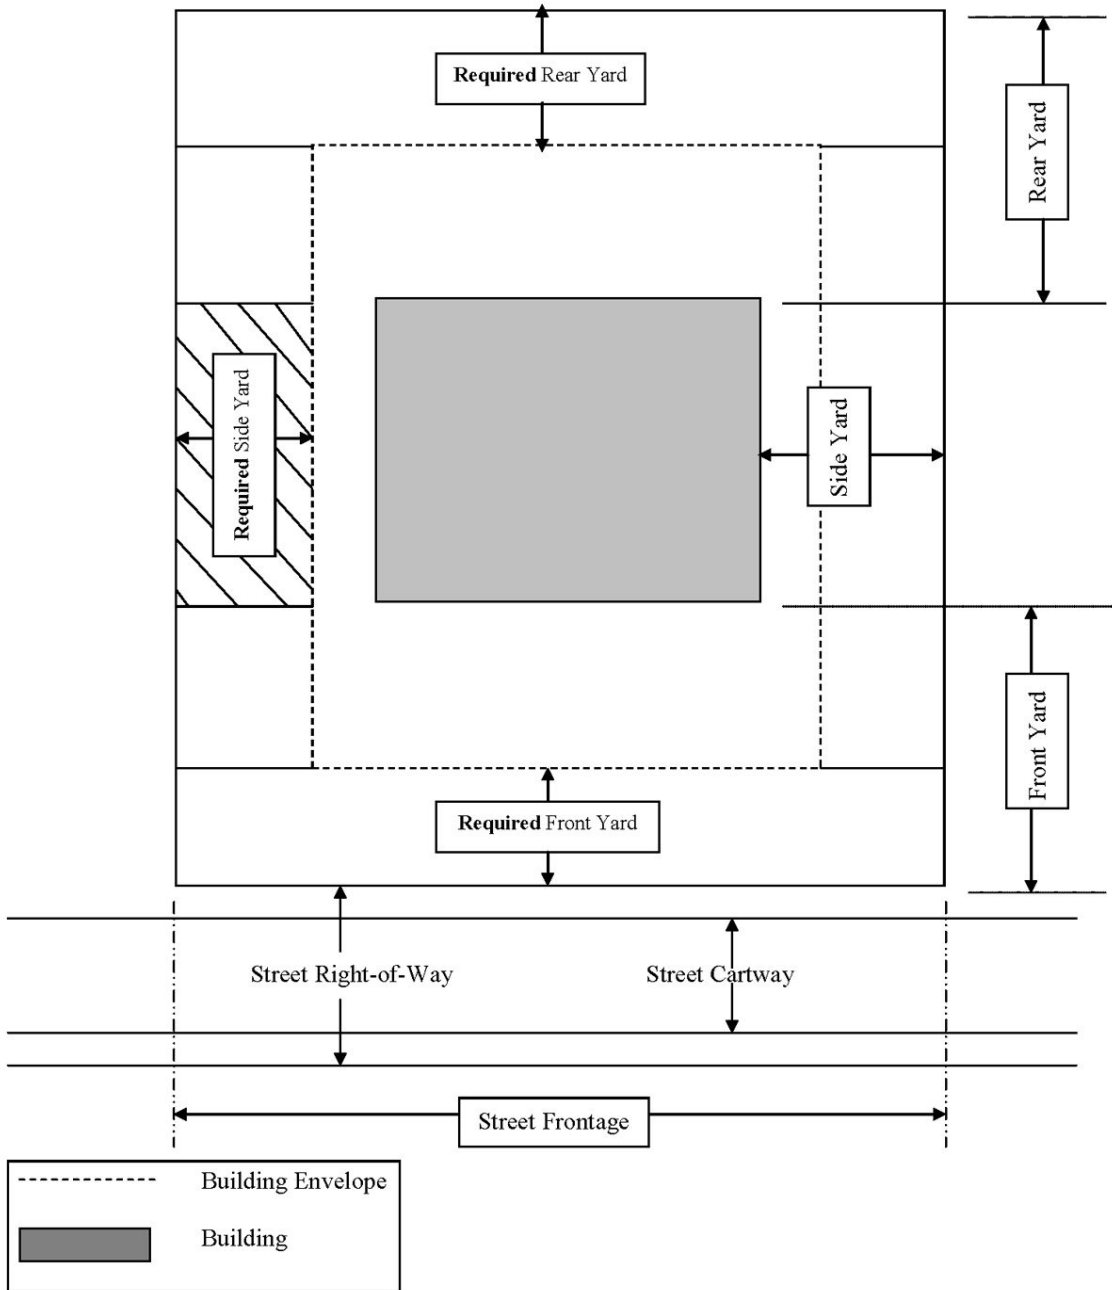 Required Rear Yard
Rear Yard
Required Side Yard
Side Yard
Front Yard
Required Front Yard
Street Right-of-Way
Street Cartway
Street Frontage
Building Envelope
Building